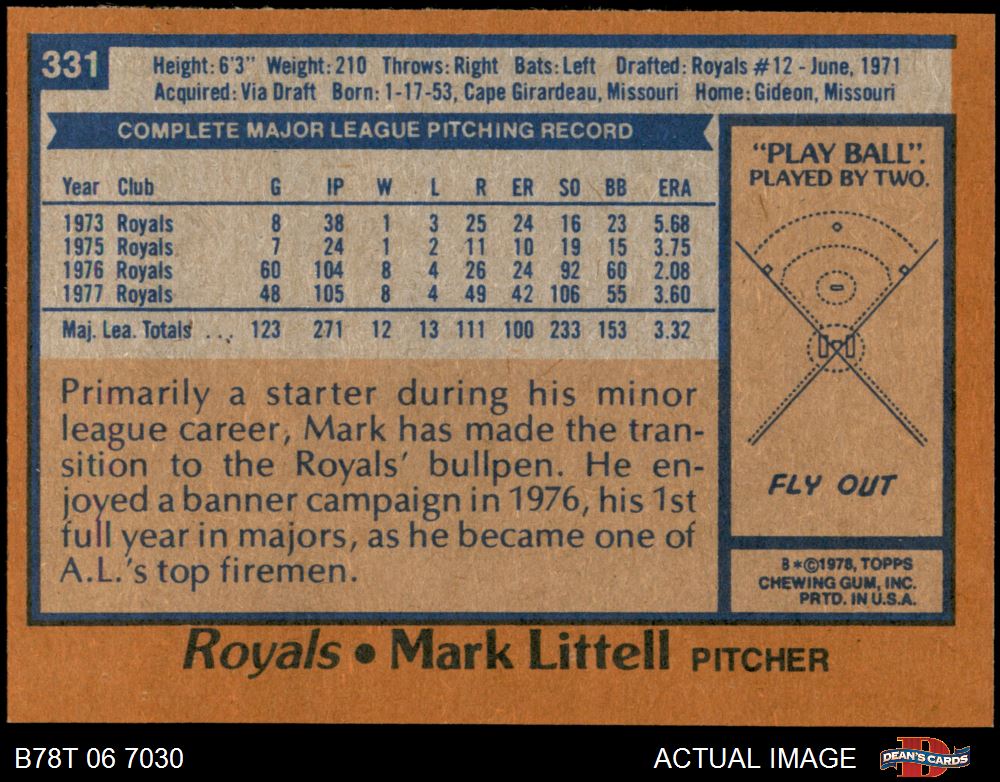 331
Height: 6'3" Weight: 210 Throws: Right Bats: Left Drafted: Royals #12 - June, 1971
Acquired: Via Draft Born: 1-17-53, Cape Girardeau, Missouri Home: Gideon, Missouri
COMPLETE MAJOR LEAGUE PITCHING RECORD
Year Club G IP W L R ER SO BB ERA
1973 Royals 8 38 1 3 25 24 16 23 5.68
1975 Royals 7 24 1 2 11 10 19 15 3.75
1976 Royals 60 104 8 4 26 24 92 60 2.08
1977 Royals 48 105 8 4 49 42 106 55 3.60
Maj. Lea. Totals . . . 123 271 12 13 111 100 233 153 3.32
Primarily a starter during his minor
league career, Mark has made the tran-
sition to the Royals' bullpen. He en-
joyed a banner campaign in 1976, his 1st
full year in majors, as he became one of
A.L.'s top firemen.
"PLAY BALL".
PLAYED BY TWO.
FLY OUT
B*©1978, TOPPS
CHEWING GUM, INC.
PRTD. IN U.S.A.
Royals • Mark Littell PITCHER
B78T 06 7030
ACTUAL IMAGE
DEAN'S CARDS